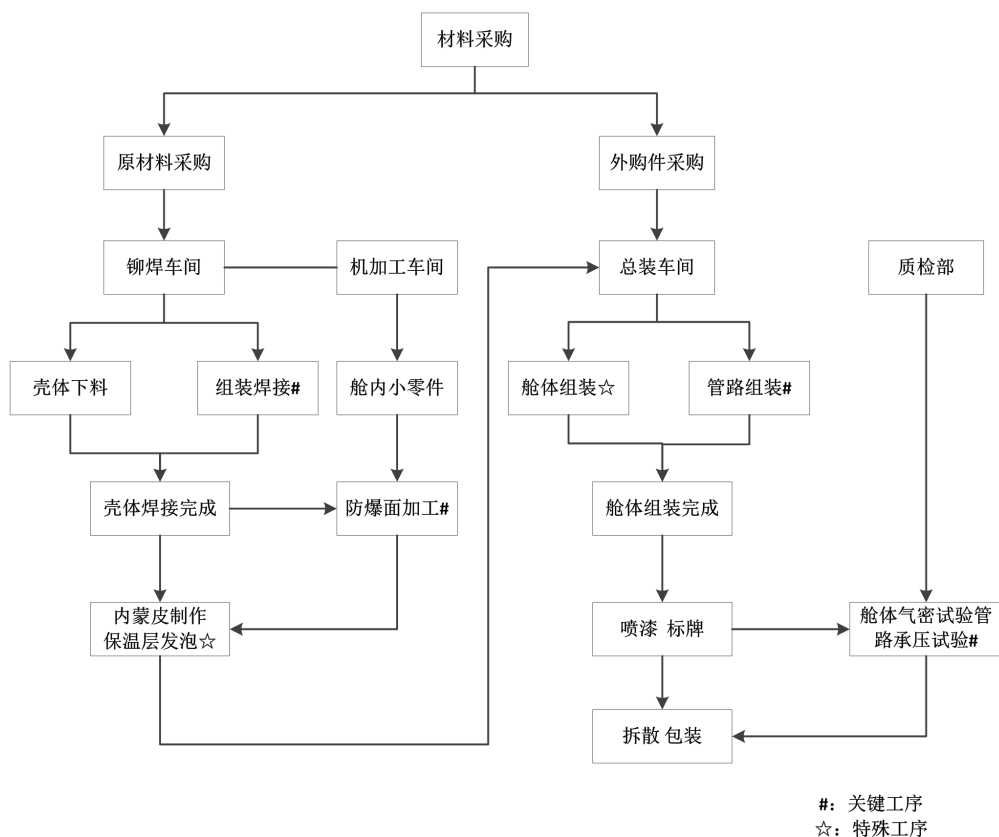 材料采购
原材料采购
外购件采购
铆焊车间
机加工车间
总装车间
质检部
壳体下料
组装焊接#
舱内小零件
舱体组装☆
管路组装#
壳体焊接完成
防爆面加工#
舱体组装完成
内蒙皮制作
保温层发泡☆
喷漆 标牌
舱体气密试验管
路承压试验#
拆散 包装
#：关键工序
☆：特殊工序